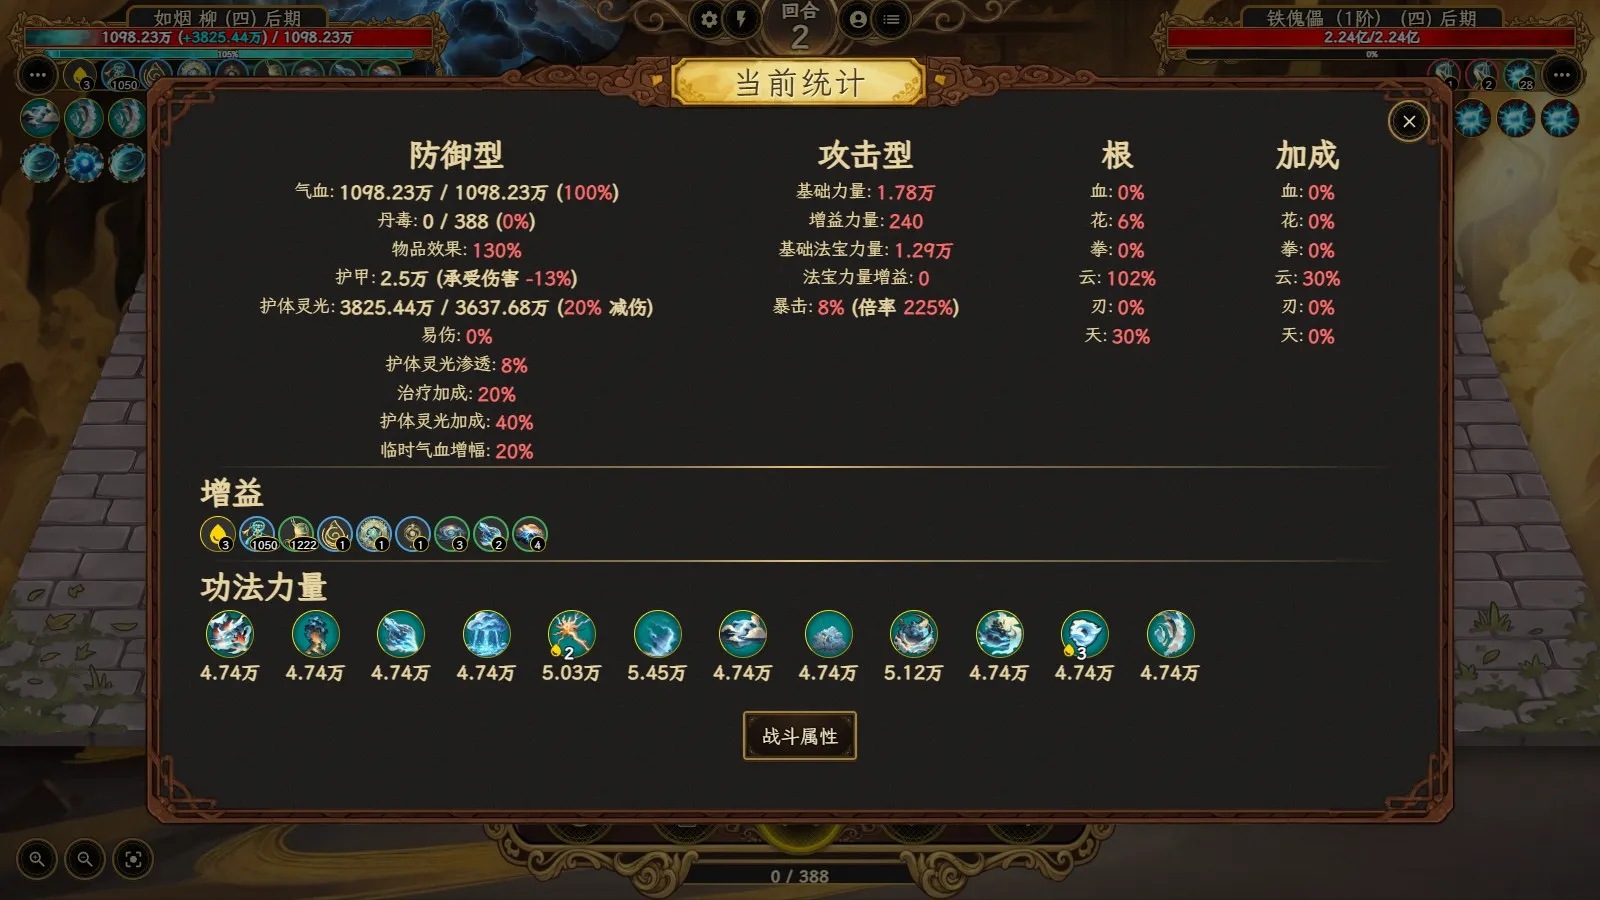 如烟 柳 (四) 后期
1098.23万 (+3825.44万) / 1098.23万
105%
3
1050
回合
2
铁傀儡 (1阶) (四) 后期
2.24亿/2.24亿
0%
1
2
28
当前统计
防御型
气血: 1098.23万 / 1098.23万 (100%)
丹毒: 0 / 388 (0%)
物品效果: 130%
护甲: 2.5万 (承受伤害 -13%)
护体灵光: 3825.44万 / 3637.68万 (20% 减伤)
易伤: 0%
护体灵光渗透: 8%
治疗加成: 20%
护体灵光加成: 40%
临时气血增幅: 20%
攻击型
基础力量: 1.78万
增益力量: 240
基础法宝力量: 1.29万
法宝力量增益: 0
暴击: 8% (倍率 225%)
根
血: 0%
花: 6%
拳: 0%
云: 102%
刃: 0%
天: 30%
加成
血: 0%
花: 0%
拳: 0%
云: 30%
刃: 0%
天: 0%
增益
3 1050 1222 1 1 1 3 2 4
功法力量
2 3
4.74万 4.74万 4.74万 4.74万 5.03万 5.45万 4.74万 4.74万 5.12万 4.74万 4.74万 4.74万
战斗属性
0 / 388